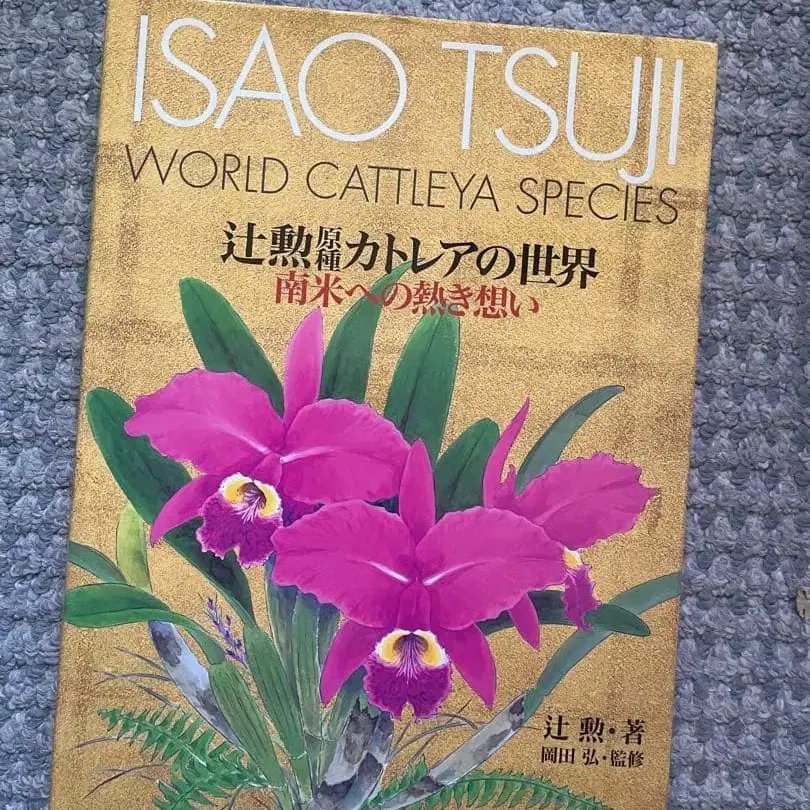 ISAO TSUJI
WORLD CATTLEYA SPECIES
辻勲原種カトレアの世界
南米への熱き想い
辻 勲・著
岡田 弘・監修